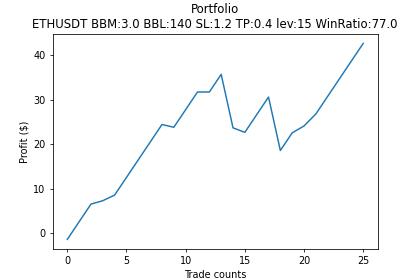 Portfolio
ETHUSDT BBM:3.0 BBL:140 SL:1.2 TP:0.4 lev:15 WinRatio:77.0
40
30
20
10
0
Profit ($)
0 5 10 15 20 25
Trade counts